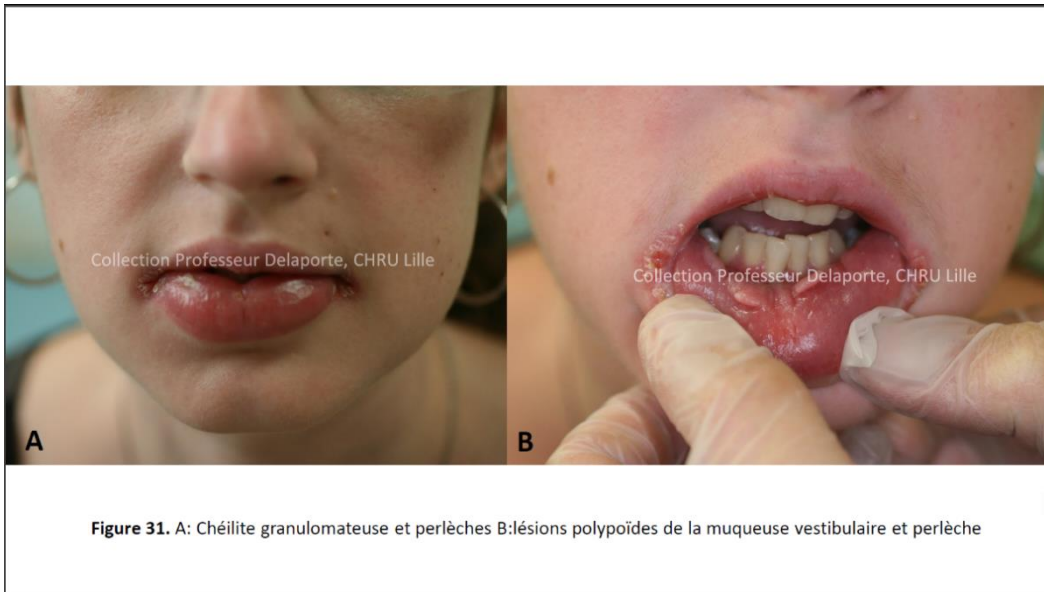 Collection Professeur Delaporte, CHRU Lille
Collection Professeur Delaporte, CHRU Lille
A
B
Figure 31. A: Chéilite granulomateuse et perlèches B:lésions polypoïdes de la muqueuse vestibulaire et perlèche